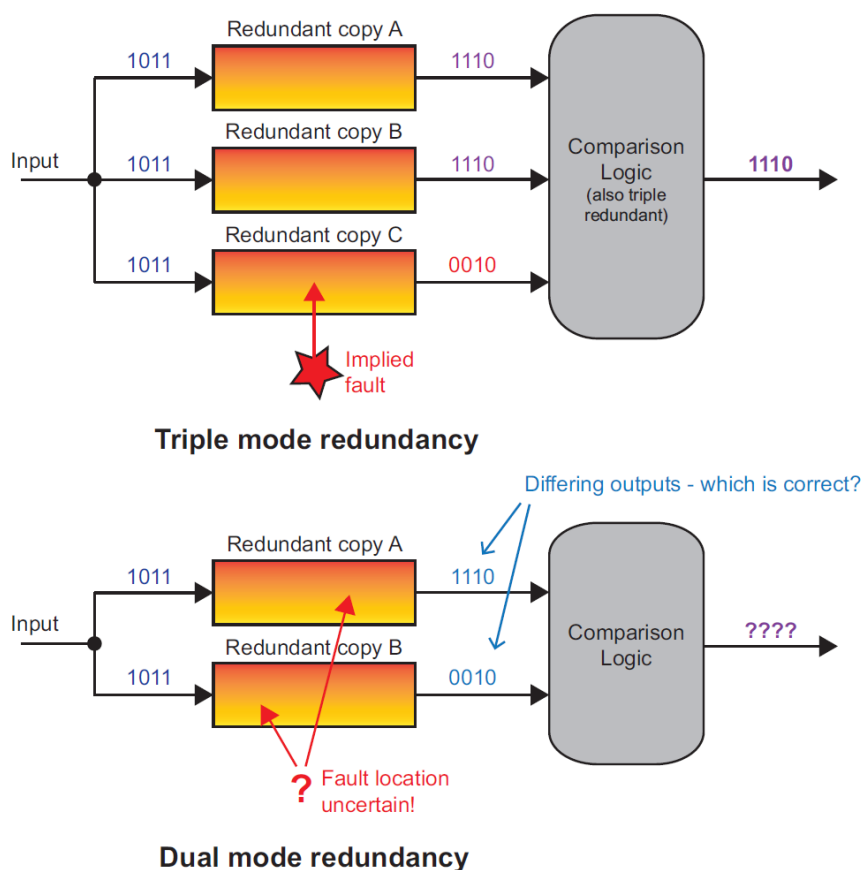 Redundant copy A
1011
1110
Redundant copy B
Input
1011
1110
Comparison
Logic
(also triple
redundant)
1110
Redundant copy C
1011
0010
Implied
fault
Triple mode redundancy
Differing outputs - which is correct?
Redundant copy A
1011
1110
Input
Redundant copy B
1011
0010
Comparison
Logic
????
? Fault location
uncertain!
Dual mode redundancy